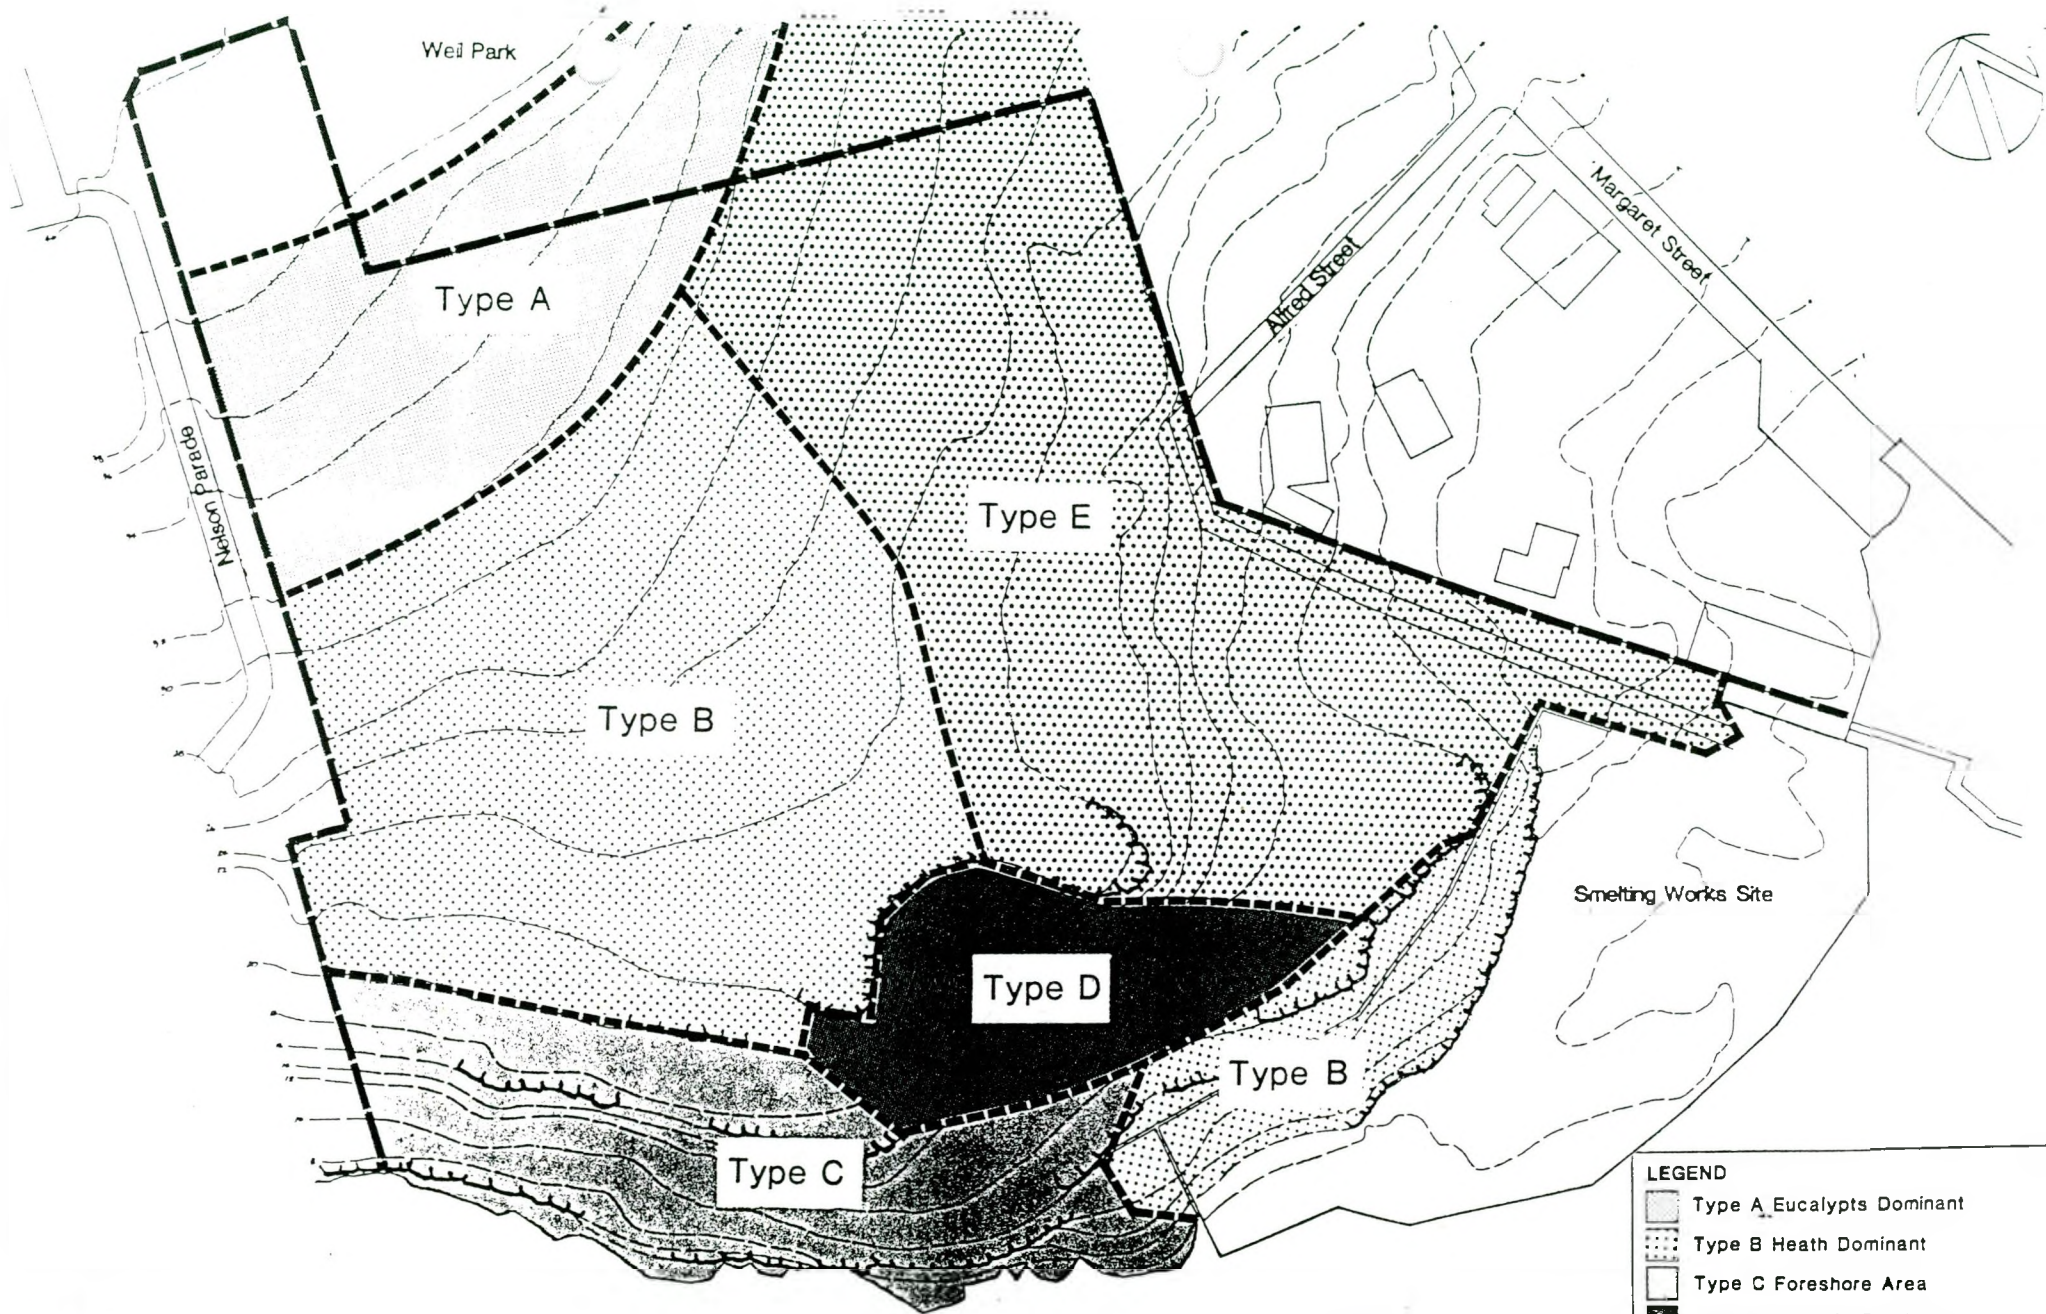 Weil Park
Margaret Street
Alfred Street
Type A
Nelson Parade
Type E
Type B
Smelting Works Site
Type D
Type B
Type C
LEGEND
Type A Eucalypts Dominant
Type B Heath Dominant
Type C Foreshore Area